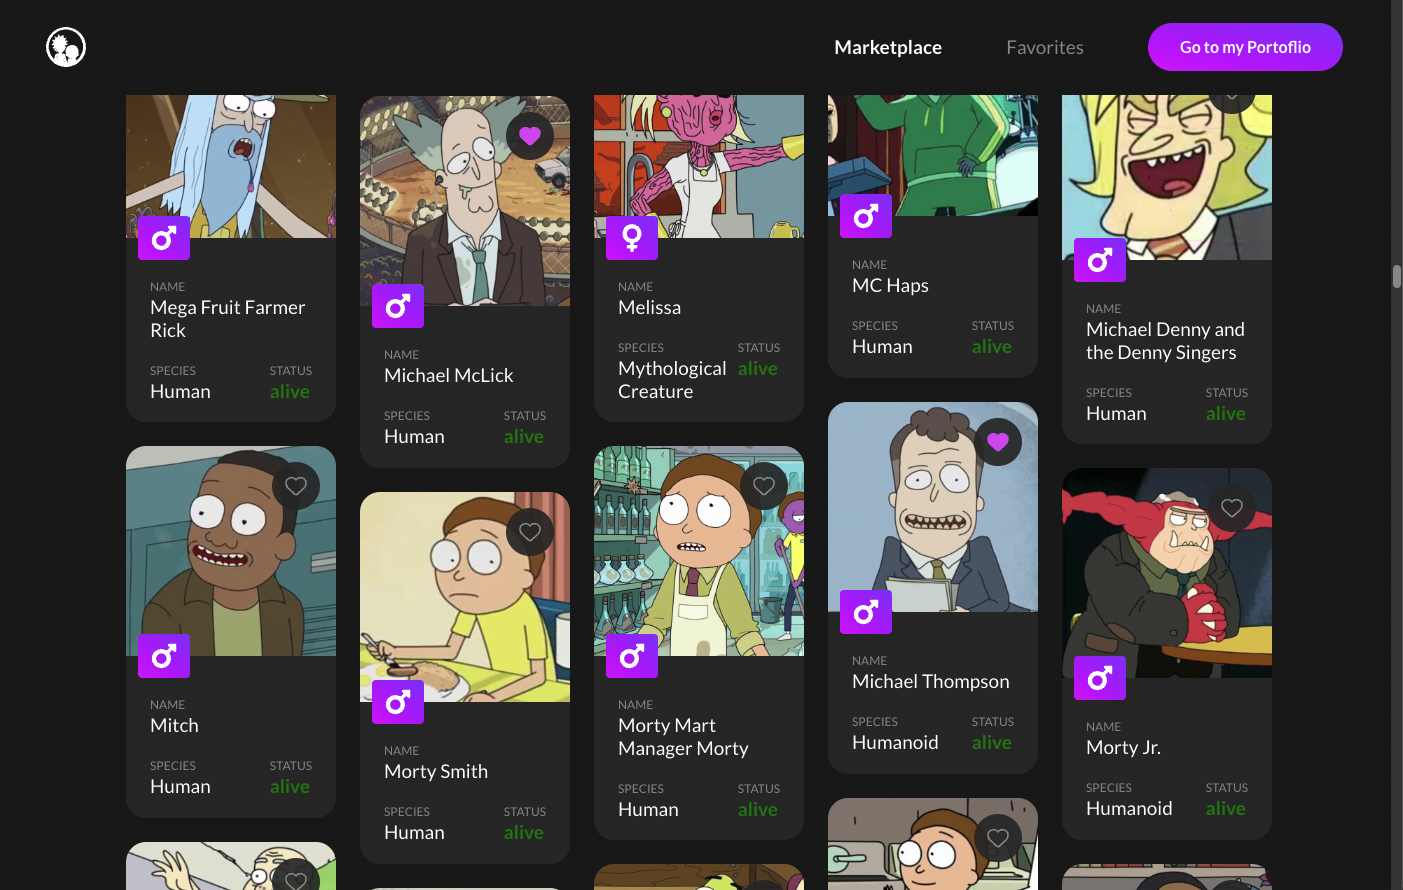 Marketplace
Favorites
Go to my Portoflio
NAME
Mega Fruit Farmer
Rick
SPECIES
Human
STATUS
alive
NAME
Michael McLick
SPECIES
Human
STATUS
alive
NAME
Melissa
SPECIES
Mythological
Creature
STATUS
alive
NAME
MC Haps
SPECIES
Human
STATUS
alive
NAME
Michael Denny and
the Denny Singers
SPECIES
Human
STATUS
alive
NAME
Mitch
SPECIES
Human
STATUS
alive
NAME
Morty Smith
SPECIES
Human
STATUS
alive
NAME
Morty Mart
Manager Morty
SPECIES
Human
STATUS
alive
NAME
Michael Thompson
SPECIES
Humanoid
STATUS
alive
NAME
Morty Jr.
SPECIES
Humanoid
STATUS
alive